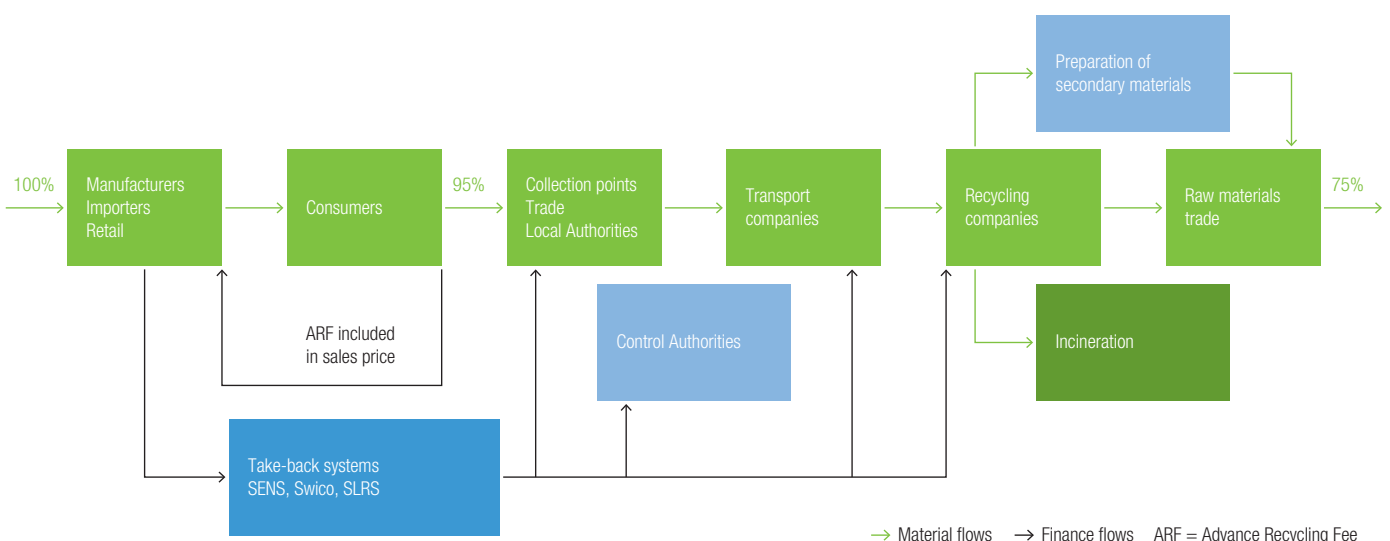 Preparation of
secondary materials
100%
Manufacturers
Importers
Retail
Consumers
95%
Collection points
Trade
Local Authorities
Transport
companies
Recycling
companies
Raw materials
trade
75%
ARF included
in sales price
Control Authorities
Incineration
Take-back systems
SENS, Swico, SLRS
Material flows Finance flows ARF = Advance Recycling Fee